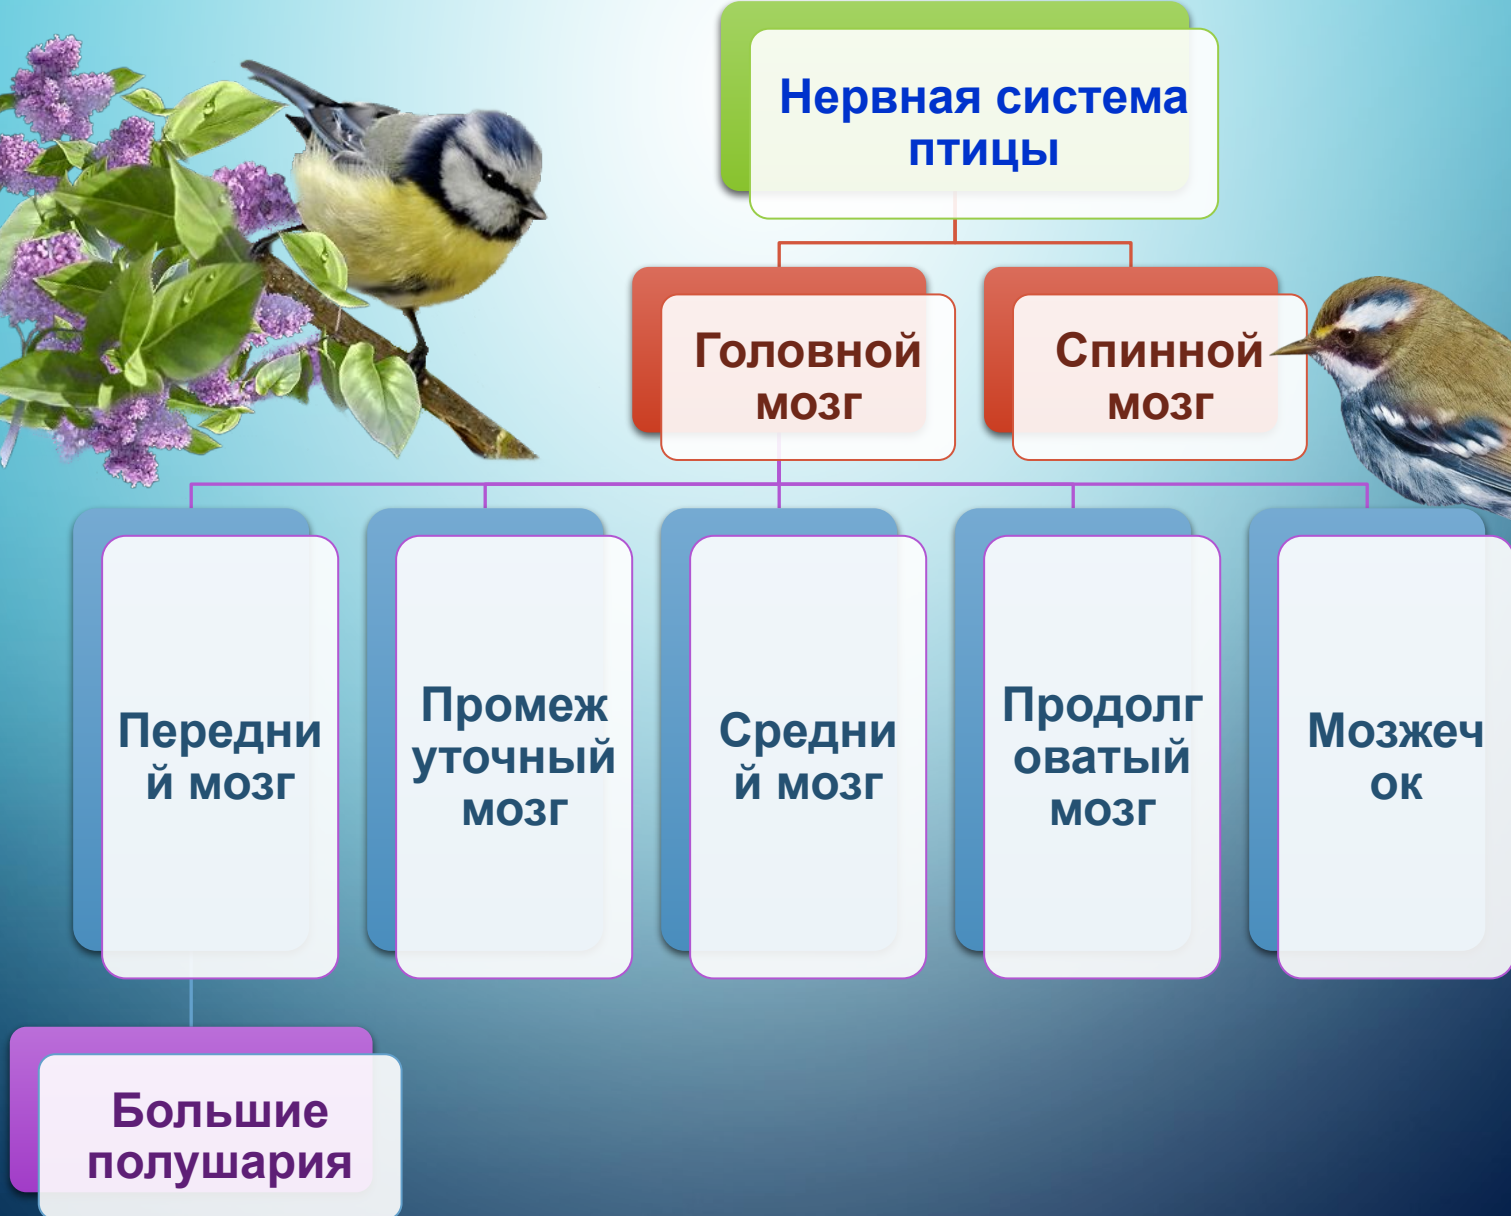 Нервная система
птицы
Головной
мозг
Спинной
мозг
Передни
й мозг
Промеж
уточный
мозг
Средни
й мозг
Продолг
оватый
мозг
Мозжеч
ок
Большие
полушария